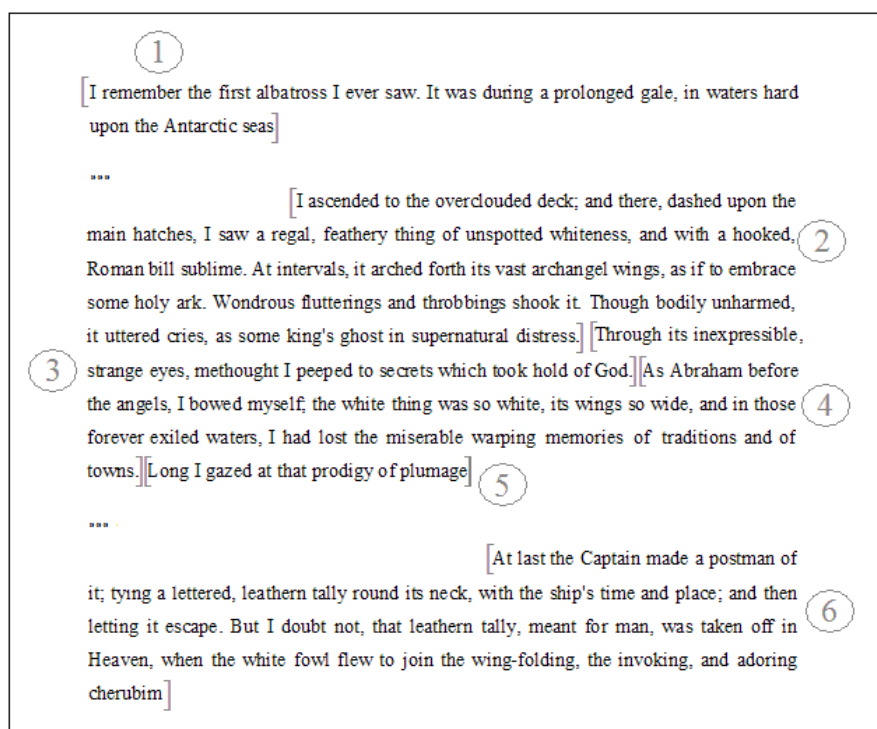 1
[I remember the first albatross I ever saw. It was during a prolonged gale, in waters hard
upon the Antarctic seas]
"""
[I ascended to the overclouded deck; and there, dashed upon the
main hatches, I saw a regal, feathery thing of unspotted whiteness, and with a hooked, 2
Roman bill sublime. At intervals, it arched forth its vast archangel wings, as if to embrace
some holy ark. Wondrous flutterings and throbbings shook it. Though bodily unharmed,
it uttered cries, as some king's ghost in supernatural distress.] [Through its inexpressible,
3 strange eyes, methought I peeped to secrets which took hold of God.][As Abraham before
the angels, I bowed myself; the white thing was so white, its wings so wide, and in those 4
forever exiled waters, I had lost the miserable warping memories of traditions and of
towns.][Long I gazed at that prodigy of plumage] 5
"""
[At last the Captain made a postman of
it; tying a lettered, leathern tally round its neck, with the ship's time and place; and then
letting it escape. But I doubt not, that leathern tally, meant for man, was taken off in 6
Heaven, when the white fowl flew to join the wing-folding, the invoking, and adoring
cherubim]